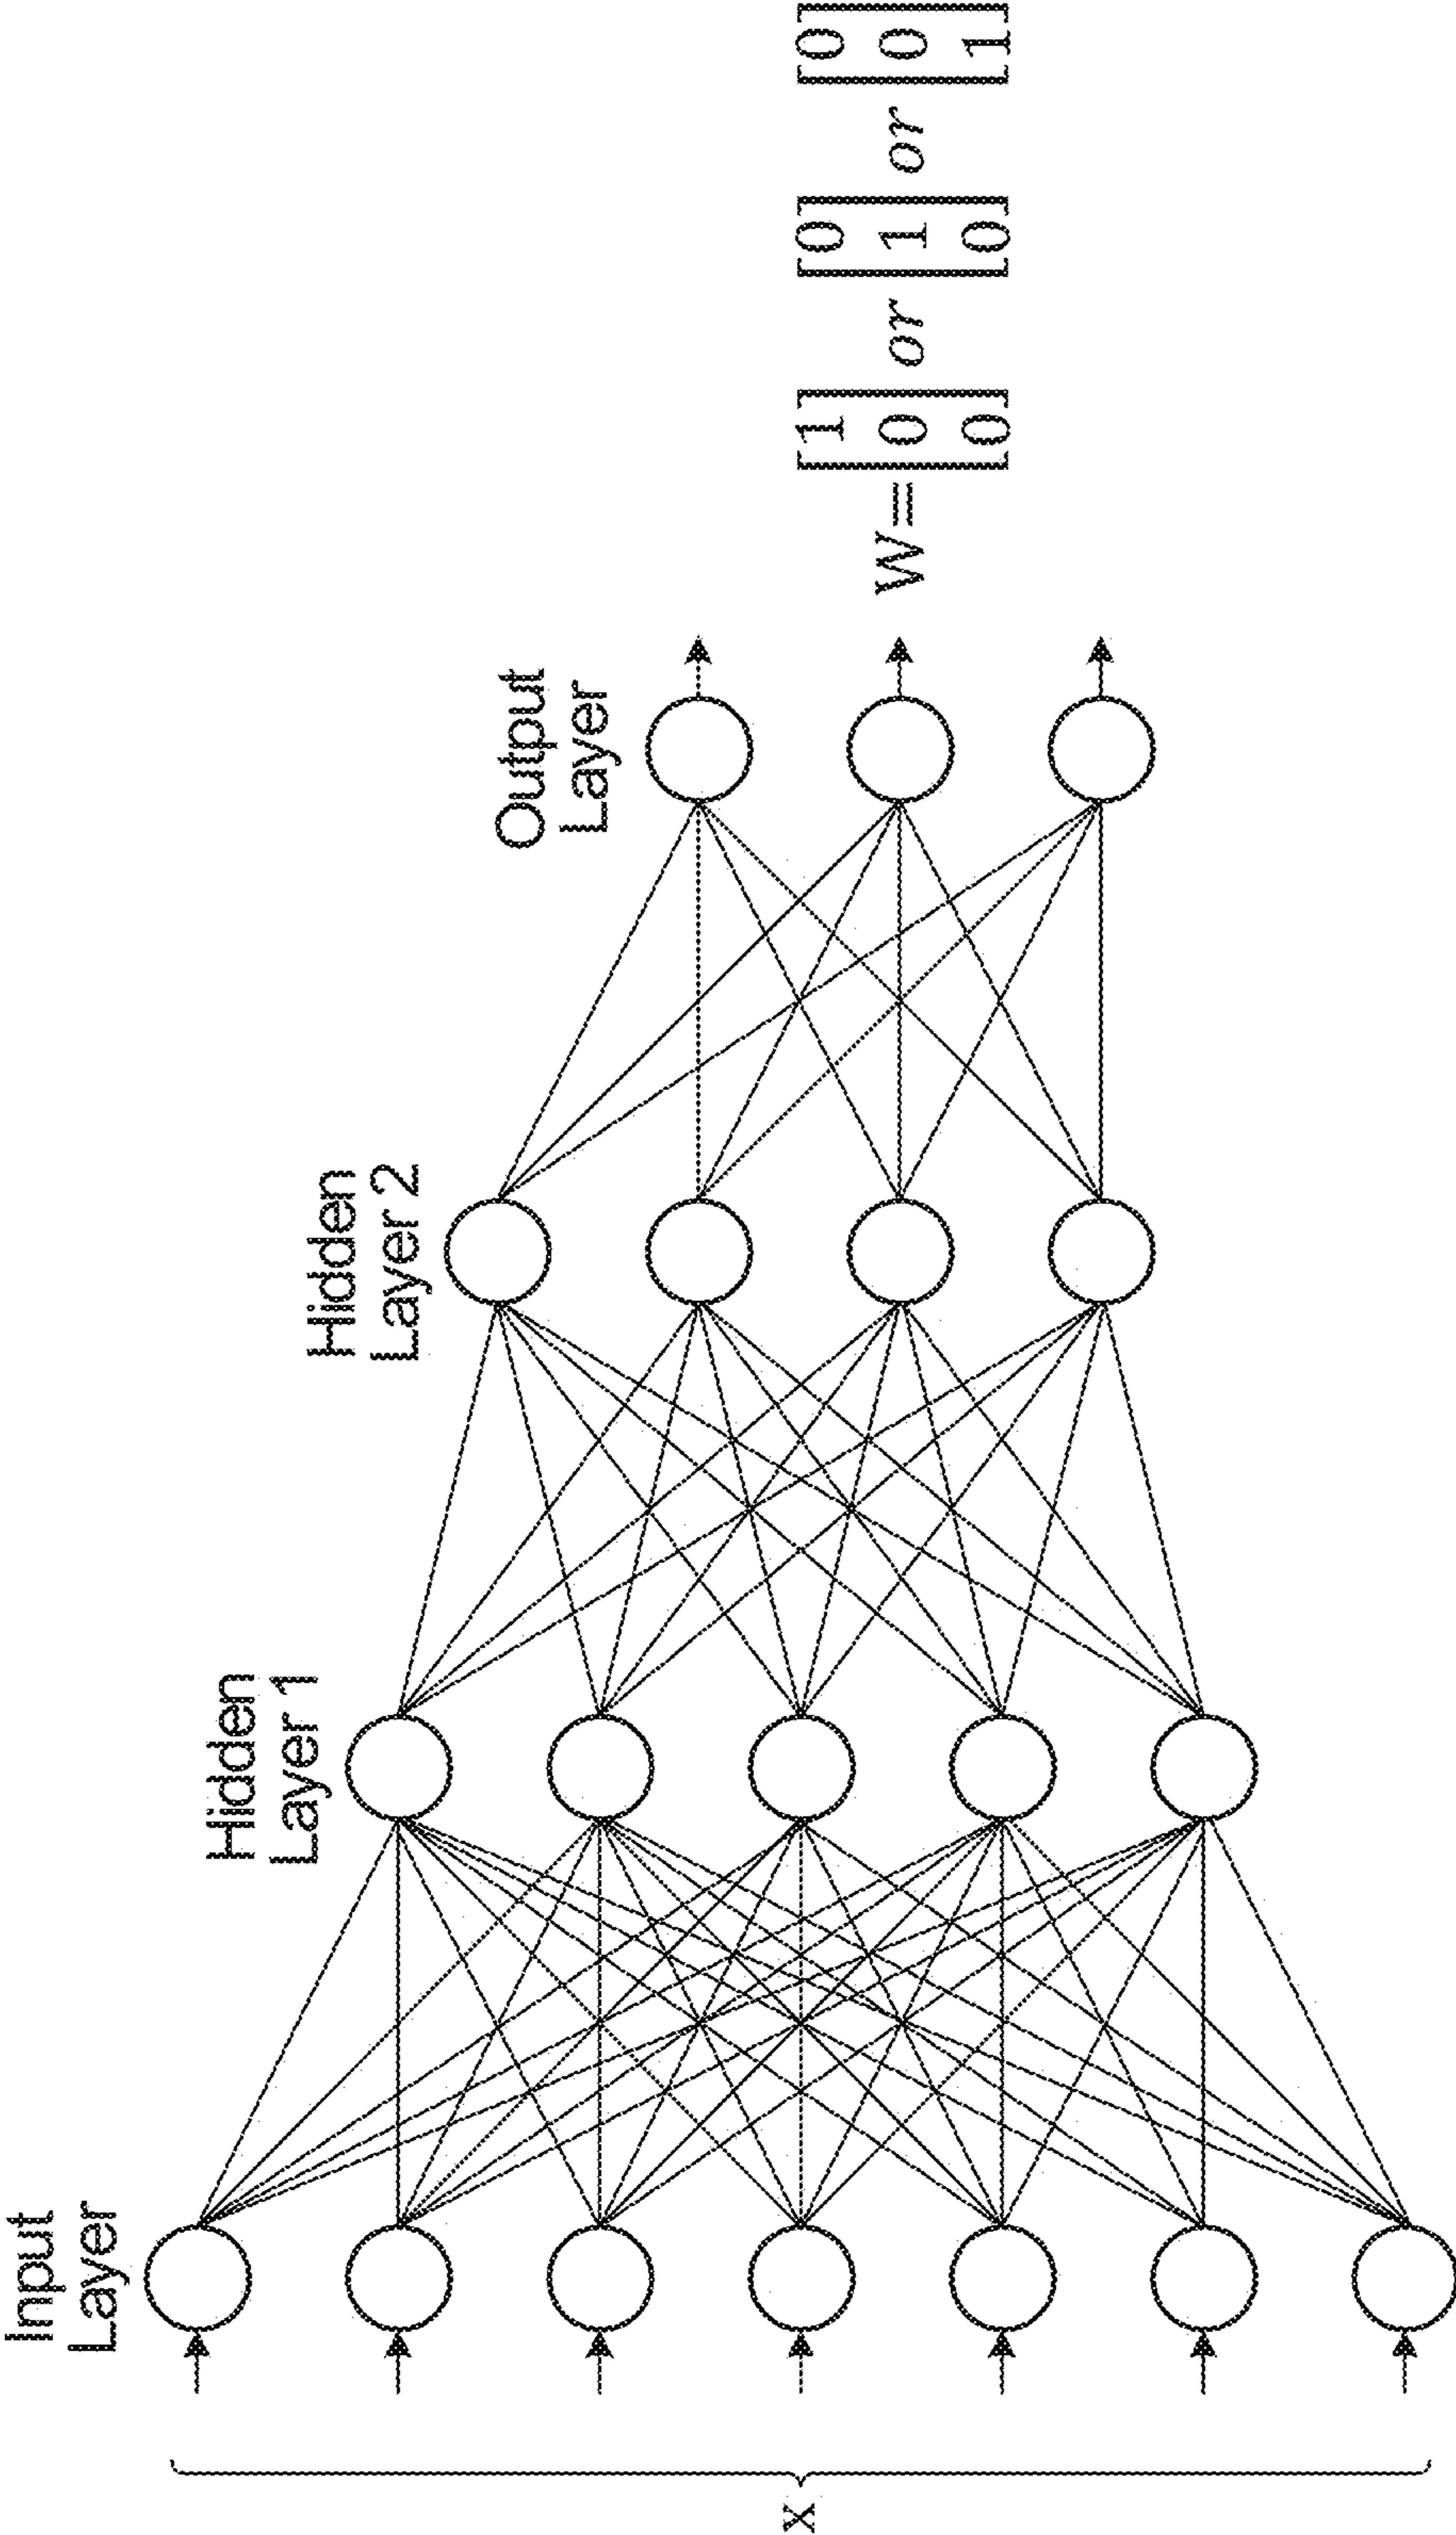 Input
Layer
Hidden
Layer 1
Hidden
Layer 2
Output
Layer
x
W= [1 0 0] or [0 1 0] or [0 0 1]